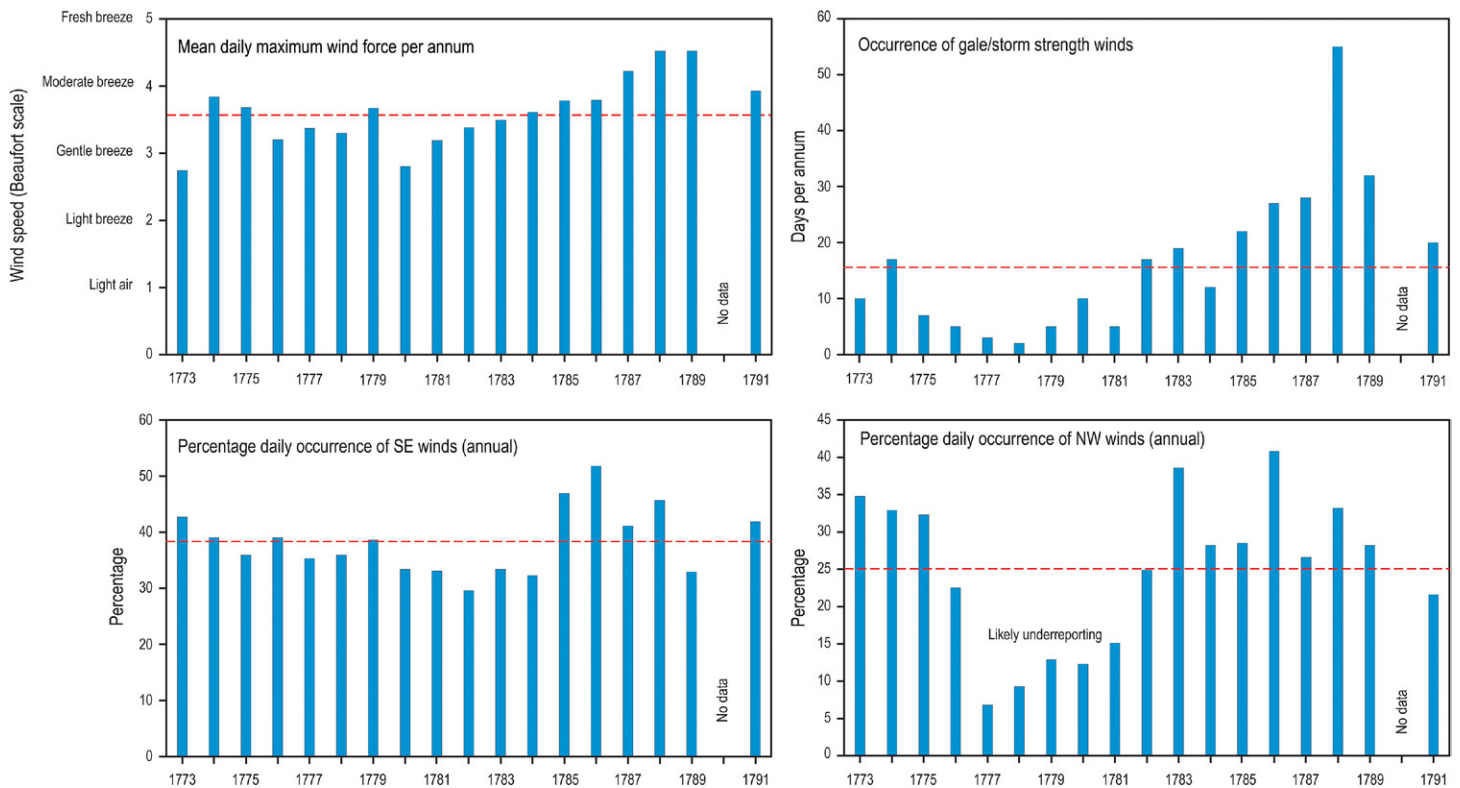 Mean daily maximum wind force per annum
Wind speed (Beaufort scale)
Fresh breeze 5
Moderate breeze 4
Gentle breeze 3
Light breeze 2
Light air 1
0
No data
1773 1775 1777 1779 1781 1783 1785 1787 1789 1791
Occurrence of gale/storm strength winds
Days per annum
60
50
40
30
20
10
0
No data
1773 1775 1777 1779 1781 1783 1785 1787 1789 1791
Percentage daily occurrence of SE winds (annual)
Percentage
60
50
40
30
20
10
0
No data
1773 1775 1777 1779 1781 1783 1785 1787 1789 1791
Percentage daily occurrence of NW winds (annual)
Percentage
45
40
35
30
25
20
15
10
5
0
Likely underreporting
No data
1773 1775 1777 1779 1781 1783 1785 1787 1789 1791